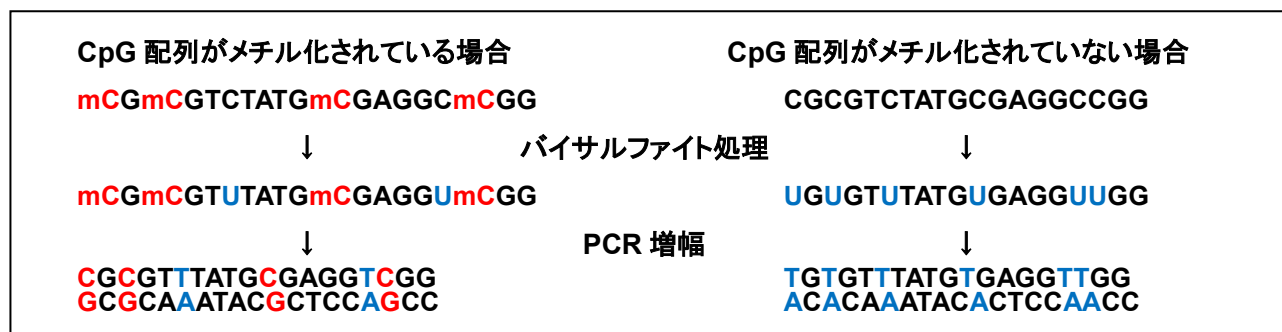 CpG 配列がメチル化されている場合 CpG 配列がメチル化されていない場合
mCGmCGTCTATGmCGAGGCmCGG CGCGTCTATGCGAGGCCGG
↓ バイサルファイト処理 ↓
mCGmCGTUTATGmCGAGGUmCGG UGUGTUTATGUGAGGUUGG
↓ PCR 増幅 ↓
CGCGTTTATGCGAGGTCGG TGTGTTTATGTGAGGTTGG
GCGCAAATACGCTCCAGCC ACACAAATACACTCCAACC